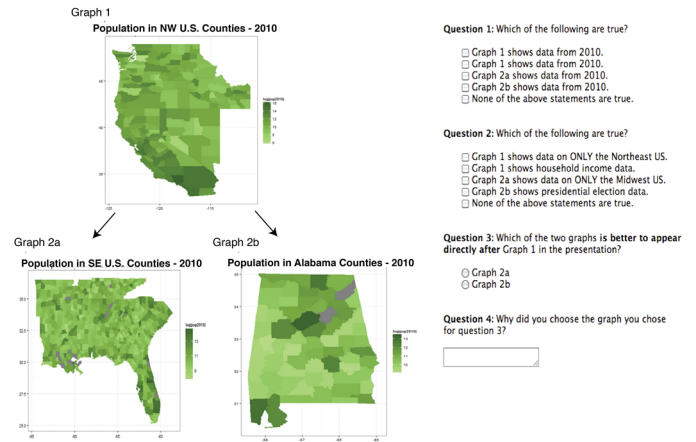 Graph 1
Population in NW U.S. Counties - 2010
Graph 2a
Population in SE U.S. Counties - 2010
Graph 2b
Population in Alabama Counties - 2010
Question 1: Which of the following are true?
Graph 1 shows data from 2010.
Graph 1 shows data from 2010.
Graph 2a shows data from 2010.
Graph 2b shows data from 2010.
None of the above statements are true.
Question 2: Which of the following are true?
Graph 1 shows data on ONLY the Northeast US.
Graph 1 shows household income data.
Graph 2a shows data on ONLY the Midwest US.
Graph 2b shows presidential election data.
None of the above statements are true.
Question 3: Which of the two graphs is better to appear
directly after Graph 1 in the presentation?
Graph 2a
Graph 2b
Question 4: Why did you choose the graph you chose
for question 3?